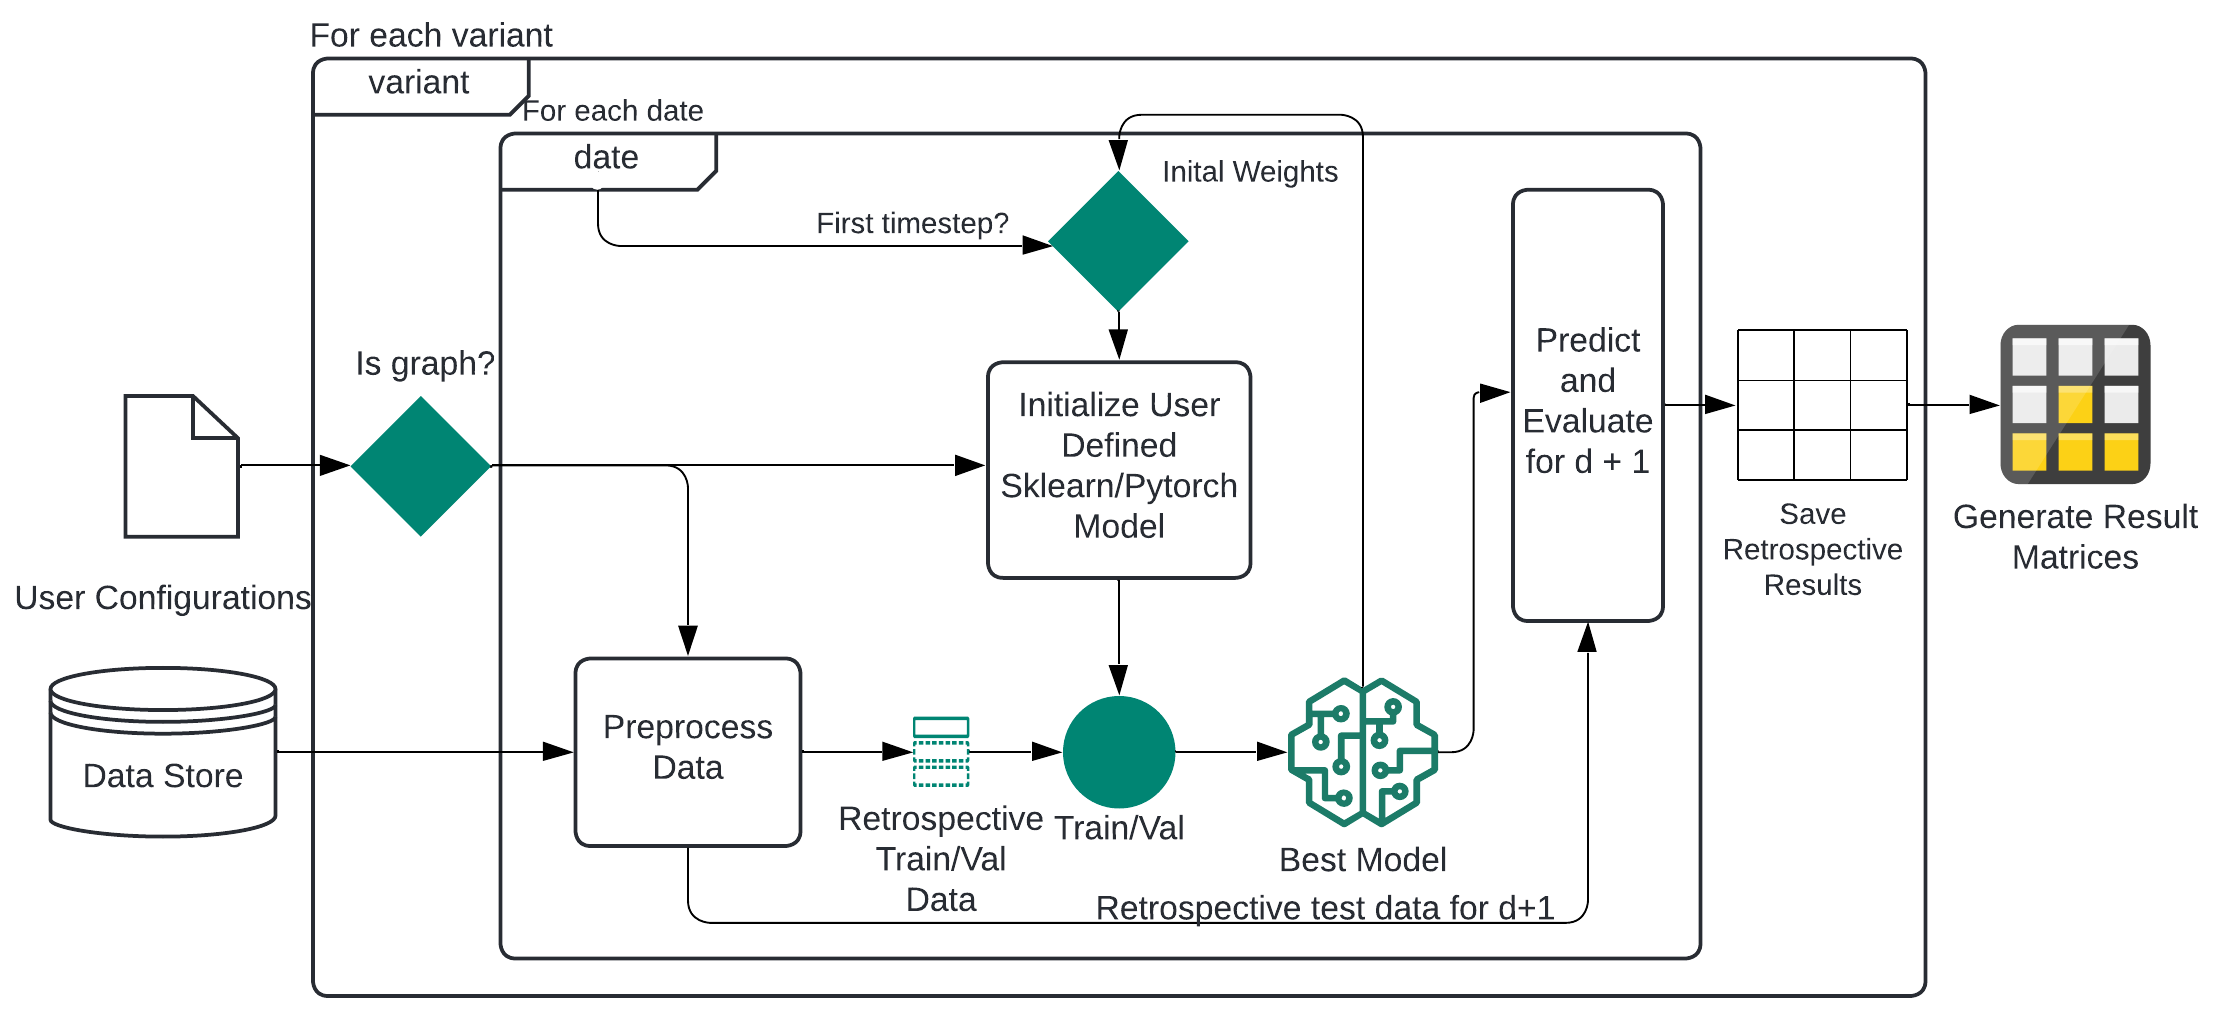 For each variant
variant
For each date
date
Inital Weights
First timestep?
Is graph?
Initialize User
Defined
Sklearn/Pytorch
Model
Predict
and
Evaluate
for d + 1
User Configurations
Save
Retrospective
Results
Generate Result
Matrices
Data Store
Preprocess
Data
Retrospective
Train/Val
Data
Train/Val
Best Model
Retrospective test data for d+1